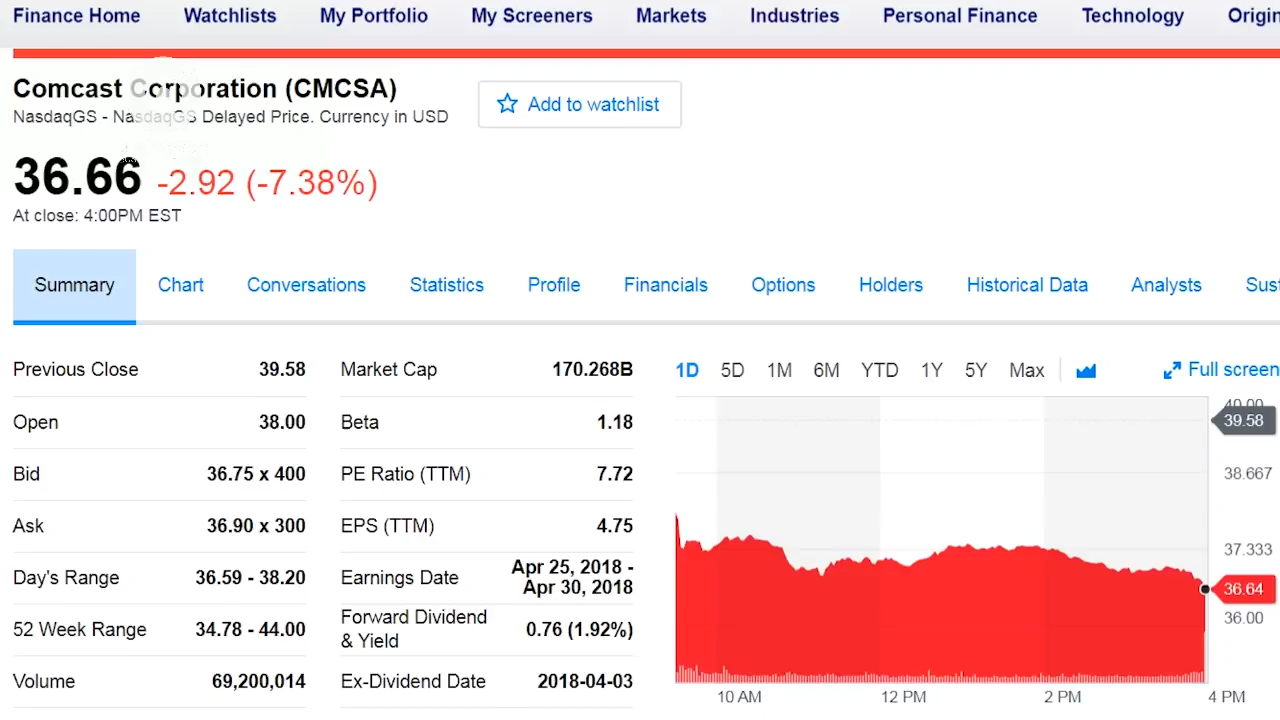 Finance Home Watchlists My Portfolio My Screeners Markets Industries Personal Finance Technology Origin
Comcast Corporation (CMCSA)
Add to watchlist
NasdaqGS - NasdaqGS Delayed Price. Currency in USD
36.66 -2.92 (-7.38%)
At close: 4:00PM EST
Summary Chart Conversations Statistics Profile Financials Options Holders Historical Data Analysts Sust
Previous Close 39.58 Market Cap 170.268B
1D 5D 1M 6M YTD 1Y 5Y Max Full screen
40.00
39.58
Open 38.00 Beta 1.18
Bid 36.75 x 400 PE Ratio (TTM) 7.72
38.667
Ask 36.90 x 300 EPS (TTM) 4.75
37.333
Day's Range 36.59 - 38.20 Earnings Date Apr 25, 2018 -
Apr 30, 2018
36.64
52 Week Range 34.78 - 44.00 Forward Dividend
& Yield 0.76 (1.92%)
36.00
Volume 69,200,014 Ex-Dividend Date 2018-04-03
10 AM 12 PM 2 PM 4 PM